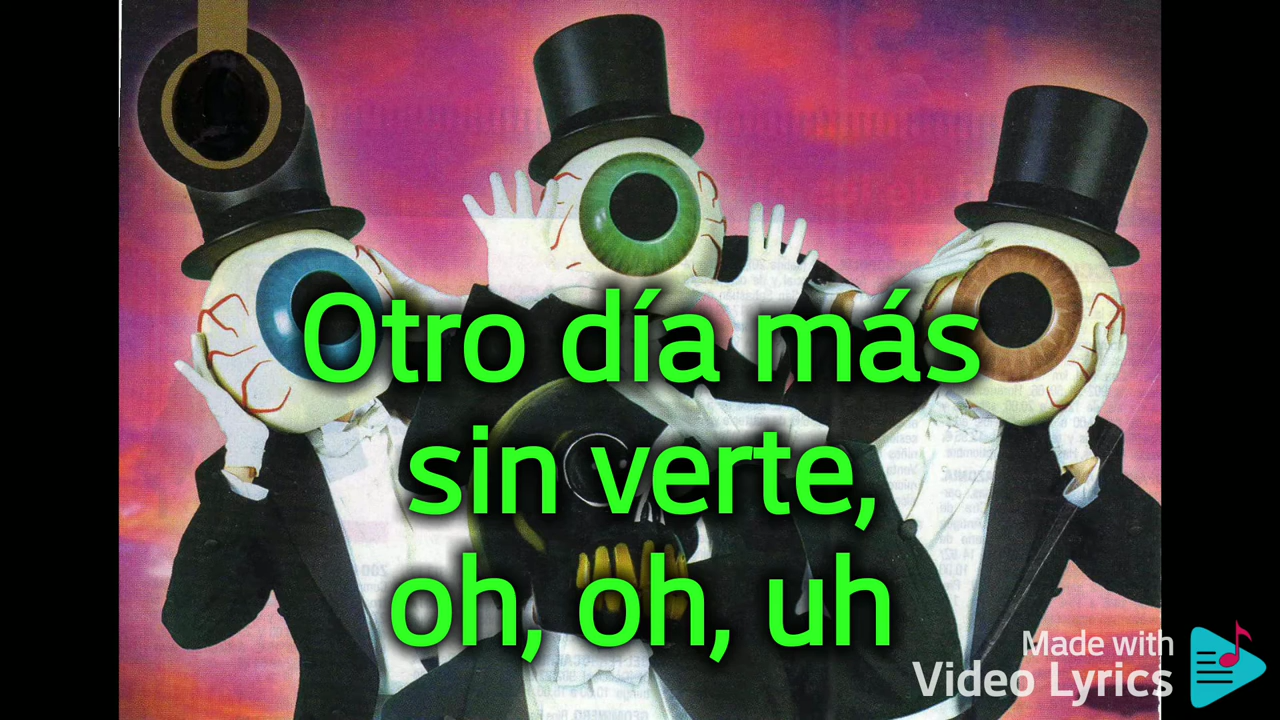 Otro día más
sin verte,
oh, oh, uh
Made with
Video Lyrics